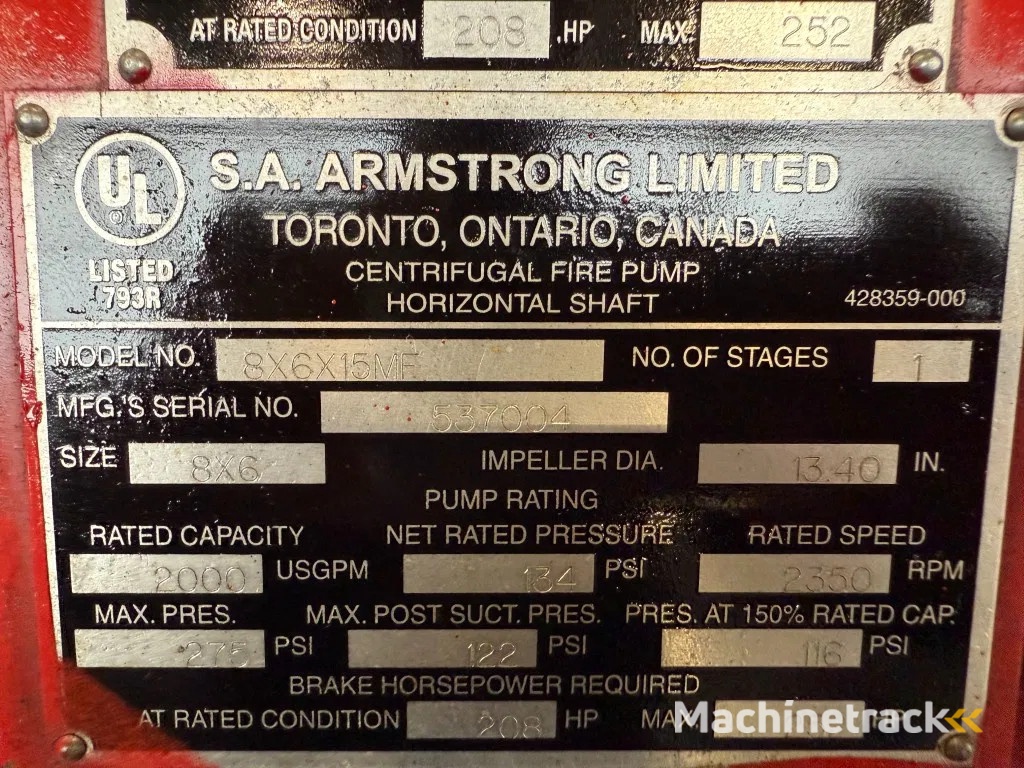 AT RATED CONDITION 208 HP MAX. 252
UL
LISTED
793R
S.A. ARMSTRONG LIMITED
TORONTO, ONTARIO, CANADA
CENTRIFUGAL FIRE PUMP
HORIZONTAL SHAFT
428359-000
MODEL NO. 8X6X15MF NO. OF STAGES 1
MFG.'S SERIAL NO. 537004
SIZE 8X6 IMPELLER DIA. 13.40 IN.
PUMP RATING
RATED CAPACITY NET RATED PRESSURE RATED SPEED
2000 USGPM 134 PSI 2350 RPM
MAX. PRES. MAX. POST SUCT. PRES. PRES. AT 150% RATED CAP.
275 PSI 122 PSI 116 PSI
BRAKE HORSEPOWER REQUIRED
AT RATED CONDITION 208 HP MAX HP
Machinetrack